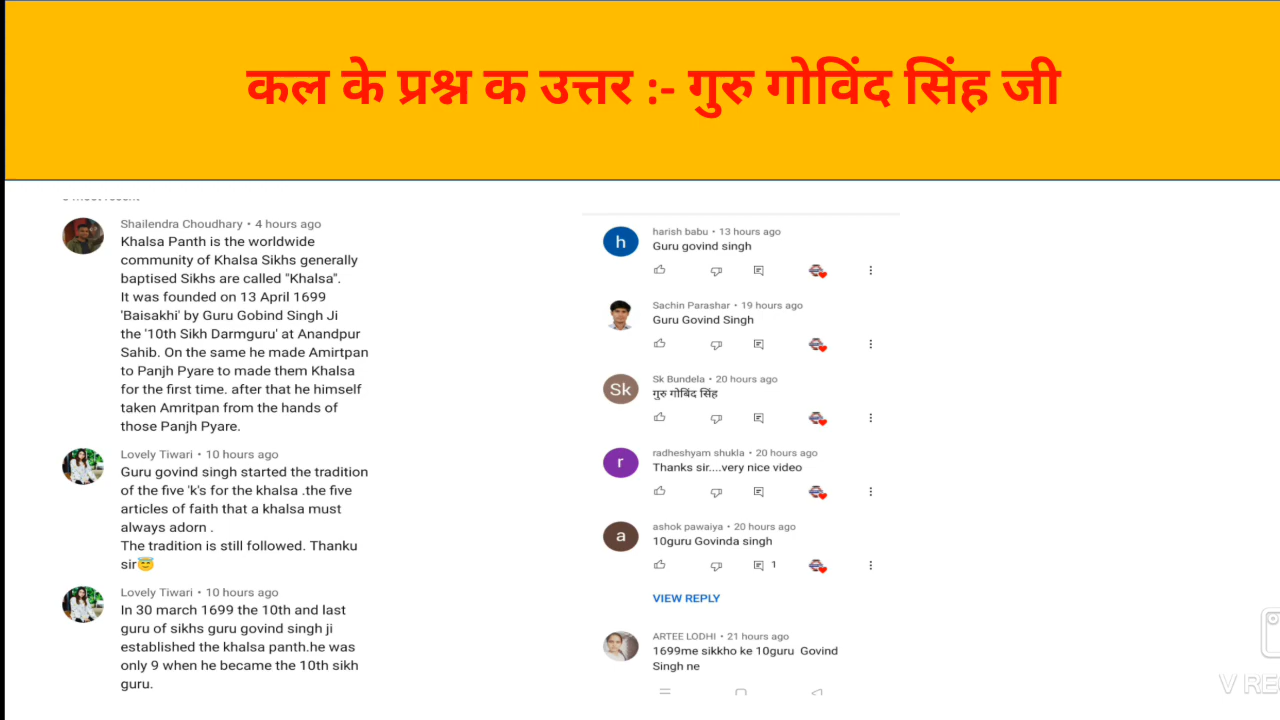 कल के प्रश्न क उत्तर :- गुरु गोविंद सिंह जी
Shailendra Choudhary • 4 hours ago
Khalsa Panth is the worldwide
community of Khalsa Sikhs generally
baptised Sikhs are called "Khalsa".
It was founded on 13 April 1699
'Baisakhi' by Guru Gobind Singh Ji
the '10th Sikh Darmguru' at Anandpur
Sahib. On the same he made Amirtpan
to Panjh Pyare to made them Khalsa
for the first time. after that he himself
taken Amritpan from the hands of
those Panjh Pyare.
Lovely Tiwari • 10 hours ago
Guru govind singh started the tradition
of the five 'k's for the khalsa .the five
articles of faith that a khalsa must
always adorn .
The tradition is still followed. Thanku
sir😇
Lovely Tiwari • 10 hours ago
In 30 march 1699 the 10th and last
guru of sikhs guru govind singh ji
established the khalsa panth.he was
only 9 when he became the 10th sikh
guru.
h
harish babu • 13 hours ago
Guru govind singh
Sachin Parashar • 19 hours ago
Guru Govind Singh
Sk
Sk Bundela • 20 hours ago
गुरु गोबिंद सिंह
r
radheshyam shukla • 20 hours ago
Thanks sir....very nice video
a
ashok pawaiya • 20 hours ago
10guru Govinda singh
1
VIEW REPLY
ARTEE LODHI • 21 hours ago
1699me sikkho ke 10guru Govind
Singh ne
V REC